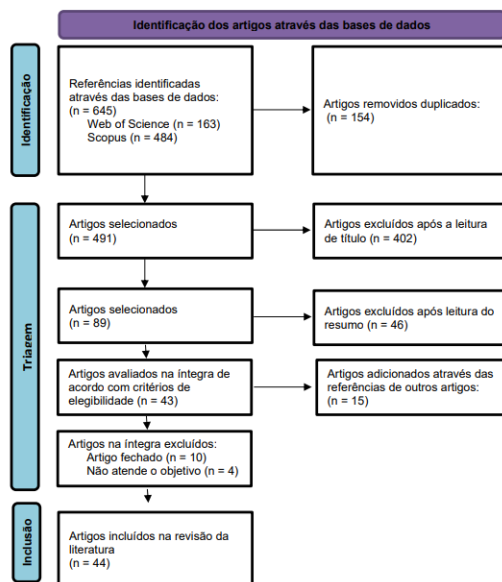 Identificação dos artigos através das bases de dados
Identificação
Referências identificadas
através das bases de dados:
(n = 645)
Web of Science (n = 163)
Scopus (n = 484)
Artigos removidos duplicados:
(n = 154)
Triagem
Artigos selecionados
(n = 491)
Artigos excluídos após a leitura
de título (n = 402)
Artigos selecionados
(n = 89)
Artigos excluídos após leitura do
resumo (n = 46)
Artigos avaliados na íntegra de
acordo com critérios de
elegibilidade (n = 43)
Artigos adicionados através das
referências de outros artigos:
(n = 15)
Artigos na íntegra excluídos:
Artigo fechado (n = 10)
Não atende o objetivo (n = 4)
Inclusão
Artigos incluídos na revisão da
literatura
(n = 44)